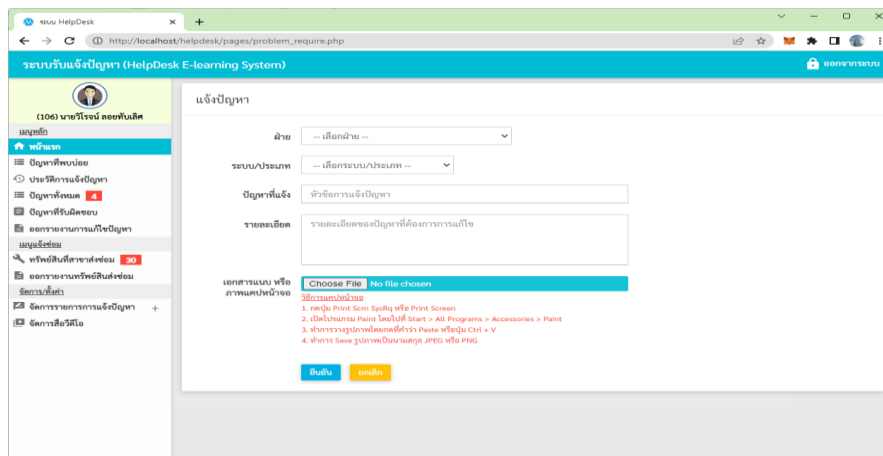 ระบบ HelpDesk
http://localhost/helpdesk/pages/problem_require.php
ระบบรับแจ้งปัญหา (HelpDesk E-learning System)
ออกจากระบบ
(106) นายวิโรจน์ ลอยทับเลิศ
เมนูหลัก
หน้าแรก
ปัญหาที่พบบ่อย
ประวัติการแจ้งปัญหา
ปัญหาทั้งหมด 4
ปัญหาที่รับผิดชอบ
ออกรายงานการแก้ไขปัญหา
เมนูแจ้งซ่อม
ทรัพย์สินที่สาขาส่งซ่อม 30
ออกรายงานทรัพย์สินส่งซ่อม
จัดการ/ตั้งค่า
จัดการรายการการแจ้งปัญหา +
จัดการสื่อวีดีโอ
แจ้งปัญหา
ฝ่าย -- เลือกฝ่าย --
ระบบ/ประเภท -- เลือกระบบ/ประเภท --
ปัญหาที่แจ้ง หัวข้อการแจ้งปัญหา
รายละเอียด รายละเอียดของปัญหาที่ต้องการการแก้ไข
เอกสารแนบ หรือ
ภาพแคปหน้าจอ
Choose File No file chosen
วิธีการแคปหน้าจอ
1. กดปุ่ม Print Scrn SysRq หรือ Print Screen
2. เปิดโปรแกรม Paint โดยไปที่ Start > All Programs > Accessories > Paint
3. ทำการวางรูปภาพโดยกดที่คำว่า Paste หรือปุ่ม Ctrl + V
4. ทำการ Save รูปภาพเป็นนามสกุล JPEG หรือ PNG
ยืนยัน ยกเลิก